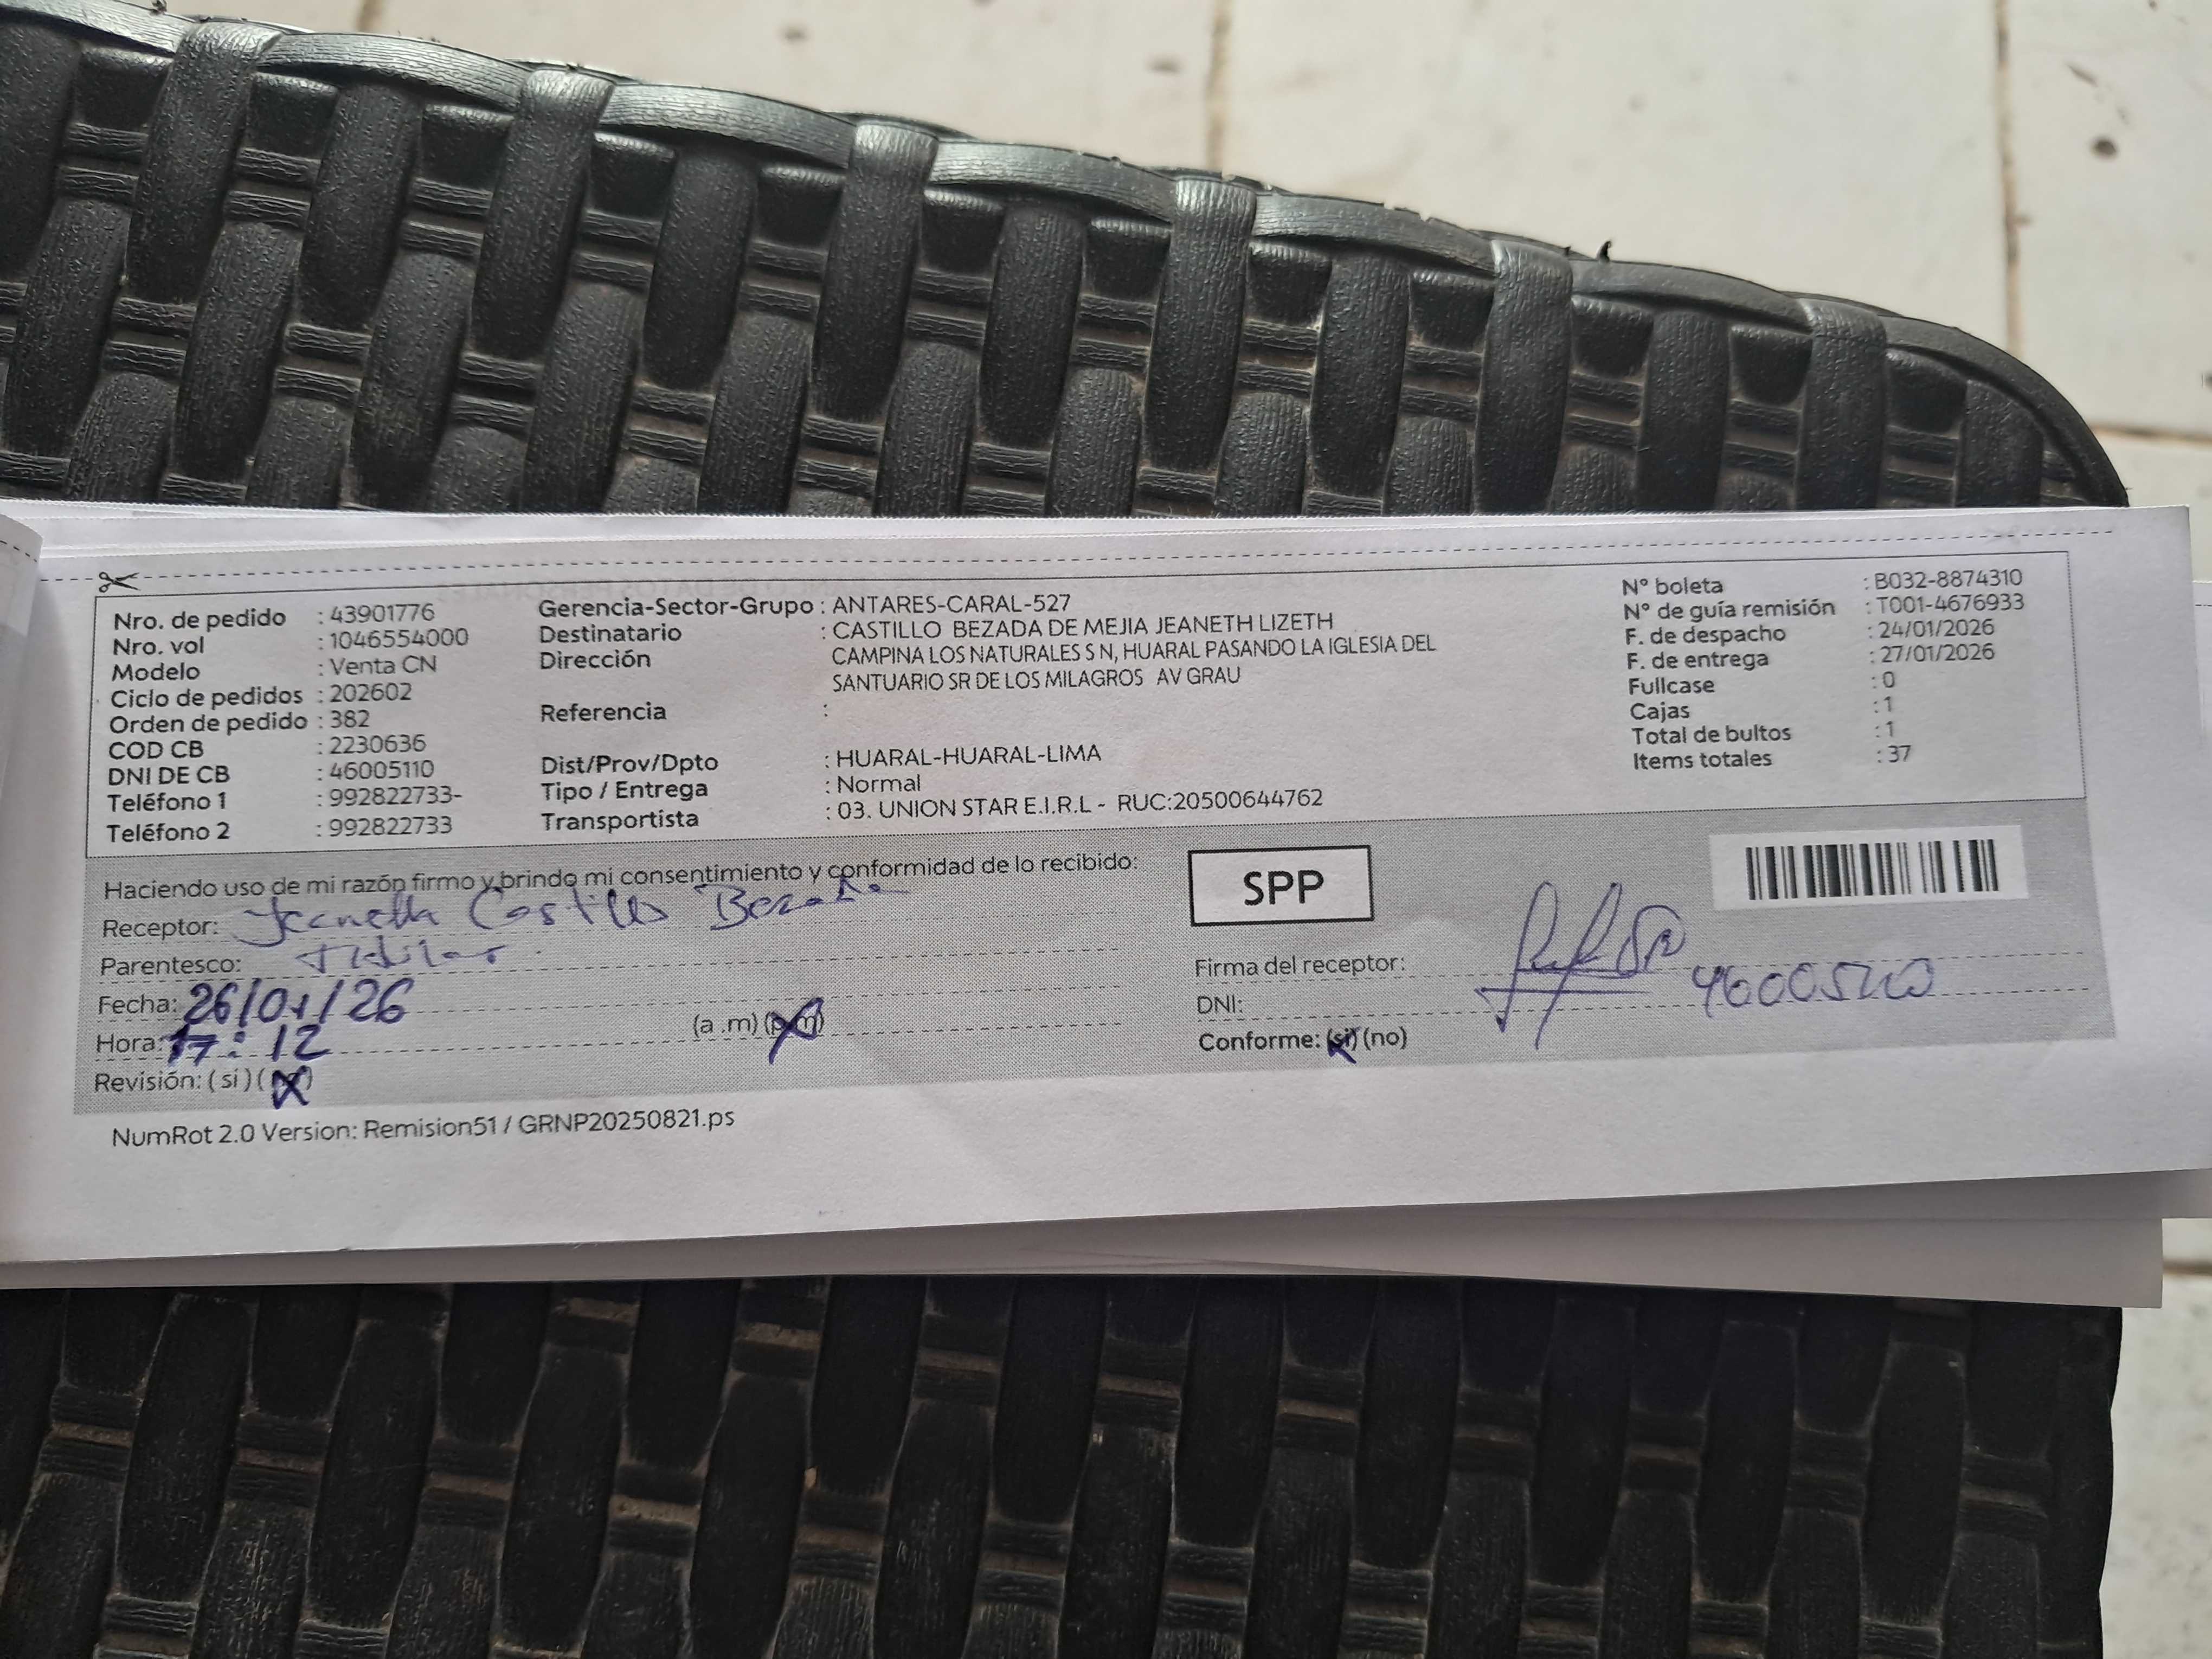 Nro. de pedido : 43901776
Nro. vol : 1046554000
Modelo : Venta CN
Ciclo de pedidos : 202602
Orden de pedido : 382
COD CB : 2230636
DNI DE CB : 46005110
Teléfono 1 : 992822733-
Teléfono 2 : 992822733
Gerencia-Sector-Grupo : ANTARES-CARAL-527
Destinatario : CASTILLO BEZADA DE MEJIA JEANETH LIZETH
Dirección CAMPINA LOS NATURALES S N, HUARAL PASANDO LA IGLESIA DEL
SANTUARIO SR DE LOS MILAGROS AV GRAU
Referencia :
Dist/Prov/Dpto : HUARAL-HUARAL-LIMA
Tipo / Entrega : Normal
Transportista : 03. UNION STAR E.I.R.L - RUC:20500644762
N° boleta : B032-8874310
N° de guía remisión : T001-4676933
F. de despacho : 24/01/2026
F. de entrega : 27/01/2026
Fullcase : 0
Cajas : 1
Total de bultos : 1
Items totales : 37
Haciendo uso de mi razón firmo y brindo mi consentimiento y conformidad de lo recibido:
Receptor: Castillo
Parentesco:
Fecha: 26/01/26
Hora: 17:12 (a .m) (p.m)
Revisión: ( si ) (no)
SPP
Firma del receptor:
DNI: 46005110
Conforme: (si) (no)
NumRot 2.0 Version: Remision51 / GRNP20250821.ps